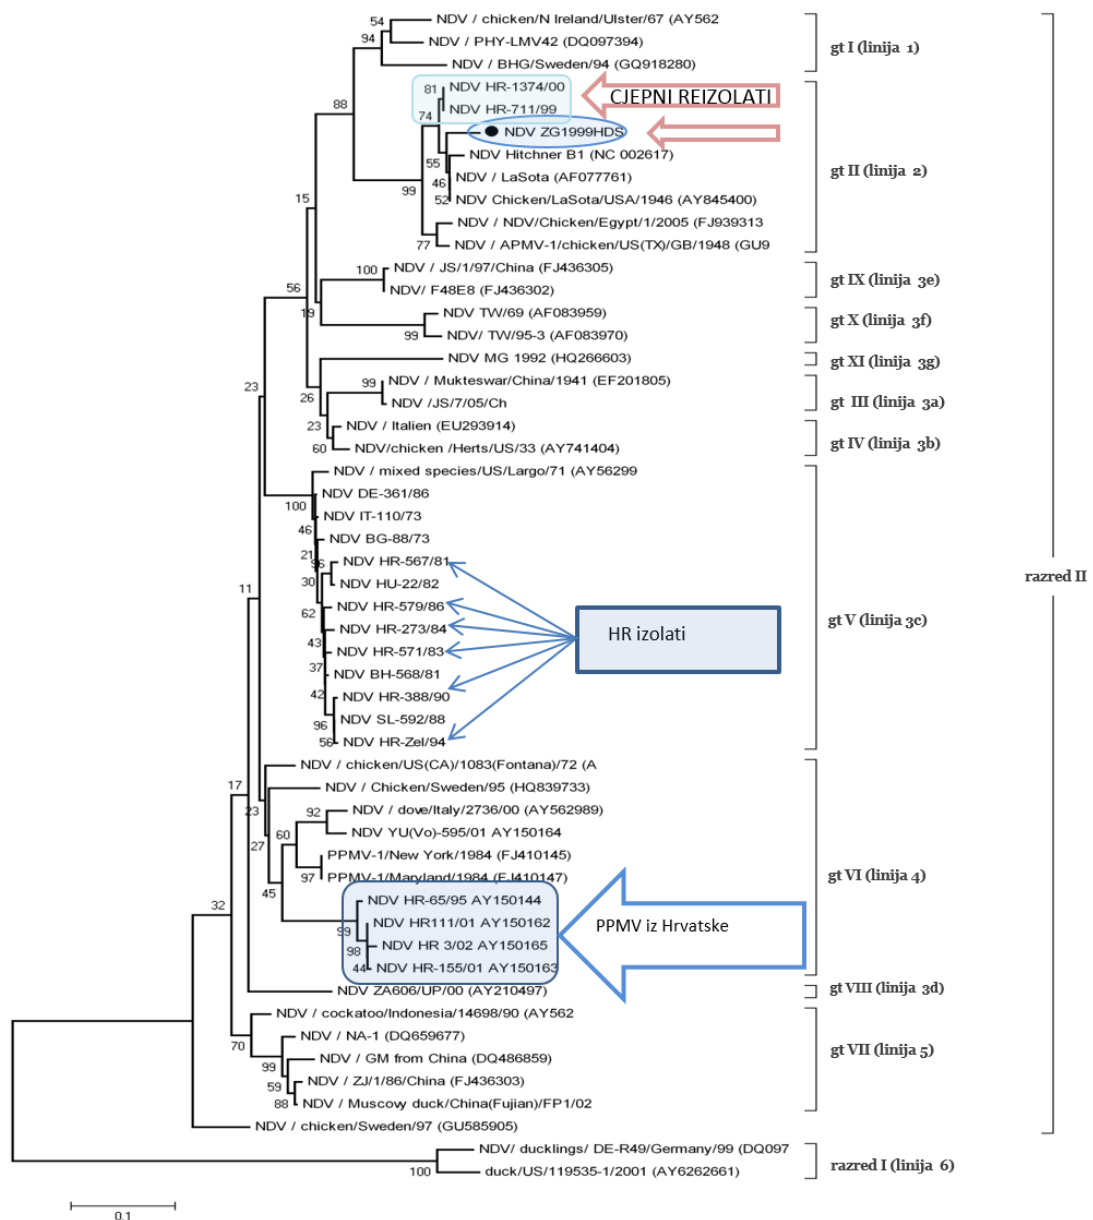 NDV / chicken/N Ireland/Ulster/67 (AY562
54
NDV / PHY-LMV42 (DQ097394)
94
gt I (linija 1)
NDV / BHG/Sweden/94 (GQ918280)
NDV HR-1374/00
81
CJEPNI REIZOLATI
88
NDV HR-711/99
74
NDV ZG1999HDS
NDV Hitchner B1 (NC 002617)
55
gt II (linija 2)
NDV / LaSota (AF077761)
46
99
NDV Chicken/LaSota/USA/1946 (AY845400)
52
15
NDV / NDV/Chicken/Egypt/1/2005 (FJ939313
77
NDV / APMV-1/chicken/US(TX)/GB/1948 (GU9
NDV / JS/1/97/China (FJ436305)
100
gt IX (linija 3e)
56
NDV/ F48E8 (FJ436302)
19
NDV TW/69 (AF083959)
gt X (linija 3f)
99
NDV/ TW/95-3 (AF083970)
NDV MG 1992 (HQ266603)
gt XI (linija 3g)
NDV / Mukteswar/China/1941 (EF201805)
99
23
26
NDV /JS/7/05/Ch
gt III (linija 3a)
23
NDV / Italien (EU293914)
gt IV (linija 3b)
60
NDV/chicken /Herts/US/33 (AY741404)
NDV / mixed species/US/Largo/71 (AY56299
NDV DE-361/86
100
NDV IT-110/73
46
NDV BG-88/73
21
96
NDV HR-567/81
30
NDV HU-22/82
11
NDV HR-579/86
62
gt V (linija 3c)
NDV HR-273/84
HR izolati
43
NDV HR-571/83
37
NDV BH-568/81
42
NDV HR-388/90
NDV SL-592/88
96
56
NDV HR-Zel/94
razred II
NDV / chicken/US(CA)/1083(Fontana)/72 (A
17
NDV / Chicken/Sweden/95 (HQ839733)
23
NDV / dove/Italy/2736/00 (AY562989)
92
NDV YU(Vo)-595/01 AY150164
60
27
PPMV-1/New York/1984 (FJ410145)
97
PPMV-1/Maryland/1984 (FJ410147)
gt VI (linija 4)
45
NDV HR-65/95 AY150144
32
NDV HR111/01 AY150162
PPMV iz Hrvatske
99
NDV HR 3/02 AY150165
98
44
NDV HR-155/01 AY150163
NDV ZA606/UP/00 (AY210497)
gt VIII (linija 3d)
NDV / cockatoo/Indonesia/14698/90 (AY562
NDV / NA-1 (DQ659677)
70
gt VII (linija 5)
NDV / GM from China (DQ486859)
99
NDV / ZJ/1/86/China (FJ436303)
59
NDV / Muscovy duck/China(Fujian)/FP1/02
88
NDV / chicken/Sweden/97 (GU585905)
NDV/ ducklings/ DE-R49/Germany/99 (DQ097
razred I (linija 6)
100
duck/US/119535-1/2001 (AY6262661)
0.1